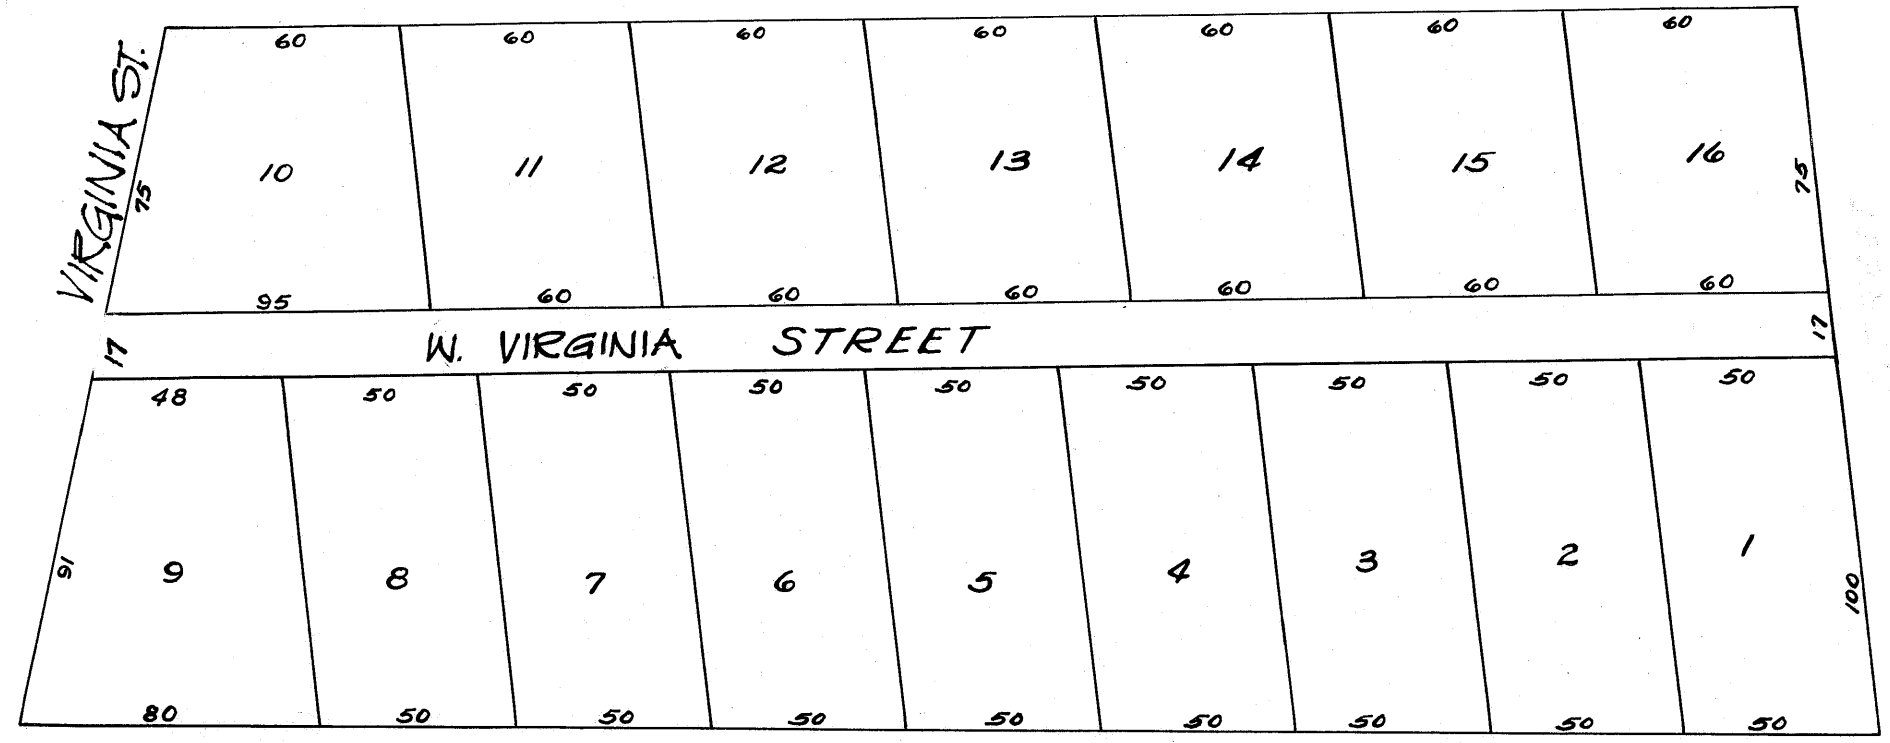 60 60 60 60 60 60 60
VIRGINIA ST.
75 10 11 12 13 14 15 16 75
95 60 60 60 60 60 60
17 W. VIRGINIA STREET 17
48 50 50 50 50 50 50 50 50
91 9 8 7 6 5 4 3 2 1 100
80 50 50 50 50 50 50 50 50